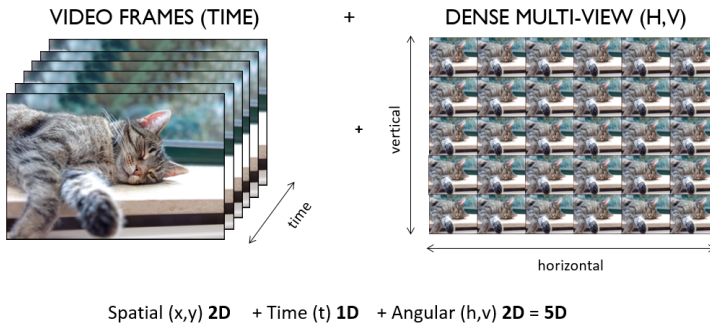 VIDEO FRAMES (TIME) + DENSE MULTI-VIEW (H,V)
+
time
vertical
horizontal
Spatial (x,y) 2D + Time (t) 1D + Angular (h,v) 2D = 5D